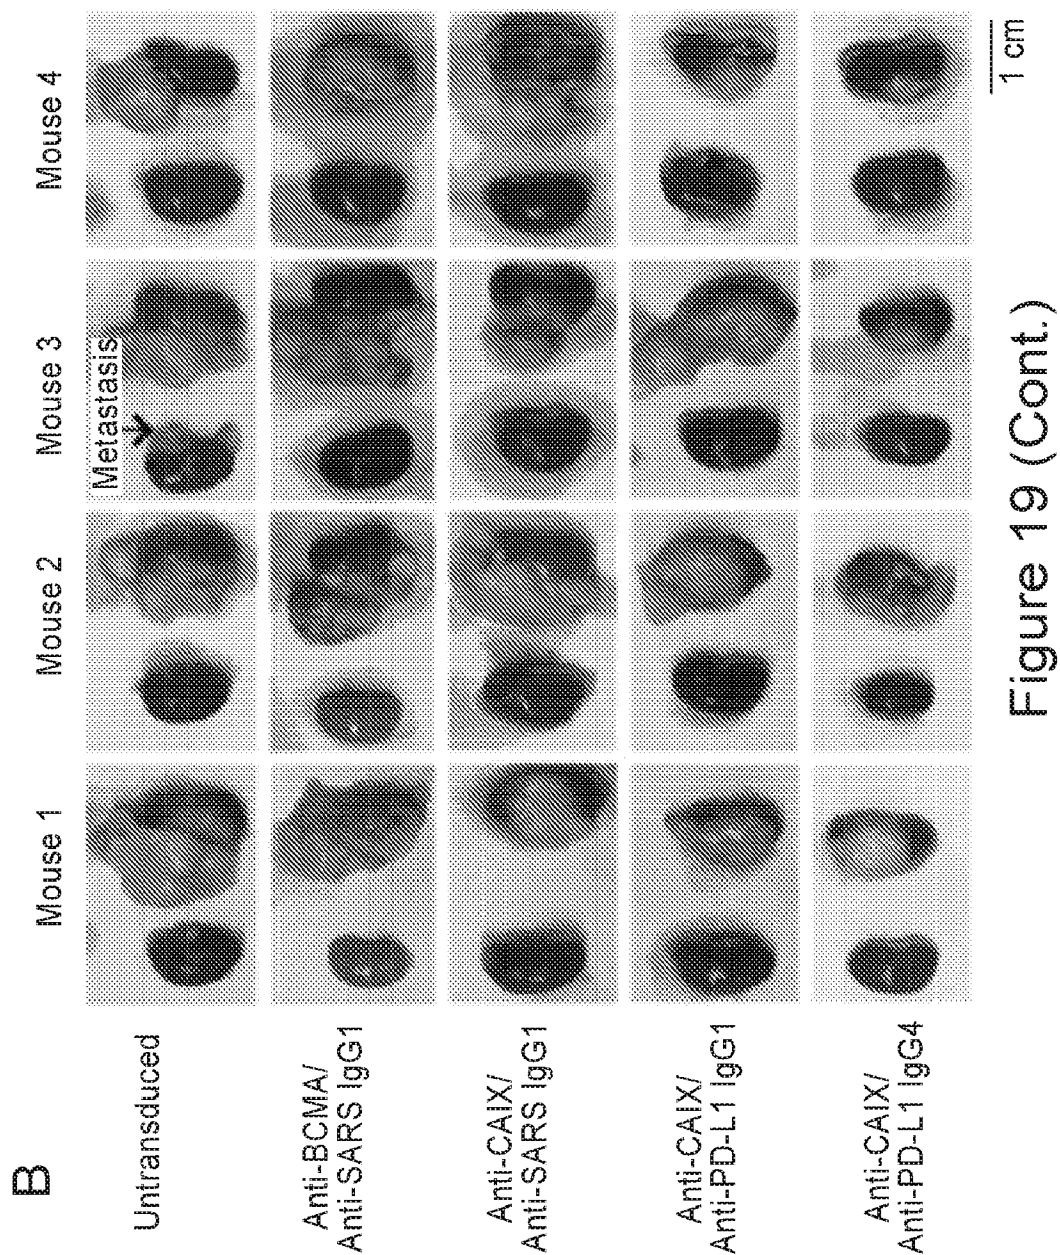 B
Mouse 1
Mouse 2
Mouse 3
Mouse 4
Untransduced
Metastasis
Anti-BCMA/
Anti-SARS IgG1
Anti-CAIX/
Anti-SARS IgG1
Anti-CAIX/
Anti-PD-L1 IgG1
Anti-CAIX/
Anti-PD-L1 IgG4
1 cm
Figure 19 (Cont.)